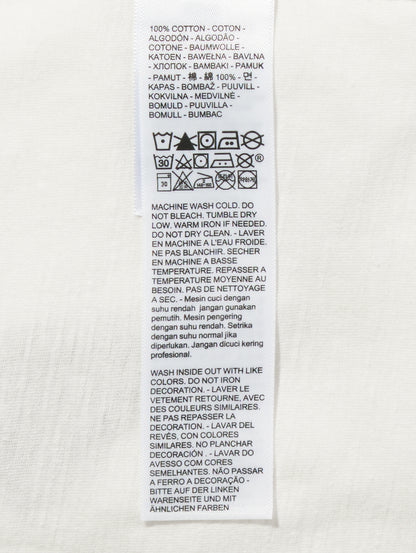 100% COTTON - COTON -
ALGODÓN - ALGODÃO -
COTONE - BAUMWOLLE -
KATOEN - BAWEŁNA - BAVLNA
- ХЛОПОК - BAMBAKI - PAMUK
- PAMUT - 棉 - 綿 100% - 면 -
KAPAS - BOMBAŽ - PUUVILL -
KOKVILNA - MEDVILNĖ -
BOMULD - PUUVILLA -
BOMULL - BUMBAC
®
30
30
MACHINE WASH COLD. DO
NOT BLEACH. TUMBLE DRY
LOW. WARM IRON IF NEEDED.
DO NOT DRY CLEAN. - LAVER
EN MACHINE A L'EAU FROIDE.
NE PAS BLANCHIR. SECHER
EN MACHINE A BASSE
TEMPERATURE. REPASSER A
TEMPERATURE MOYENNE AU
BESOIN. PAS DE NETTOYAGE
A SEC. - Mesin cuci dengan
suhu rendah jangan gunakan
pemutih. Mesin pengering
dengan suhu rendah. Setrika
dengan suhu normal jika
diperlukan. Jangan dicuci kering
profesional.
WASH INSIDE OUT WITH LIKE
COLORS. DO NOT IRON
DECORATION. - LAVER LE
VETEMENT RETOURNE, AVEC
DES COULEURS SIMILAIRES.
NE PAS REPASSER LA
DECORATION. - LAVAR DEL
REVÉS, CON COLORES
SIMILARES. NO PLANCHAR
DECORACIÓN . - LAVAR DO
AVESSO COM CORES
SEMELHANTES. NÃO PASSAR
A FERRO A DECORAÇÃO -
BITTE AUF DER LINKEN
WARENSEITE UND MIT
ÄHNLICHEN FARBEN